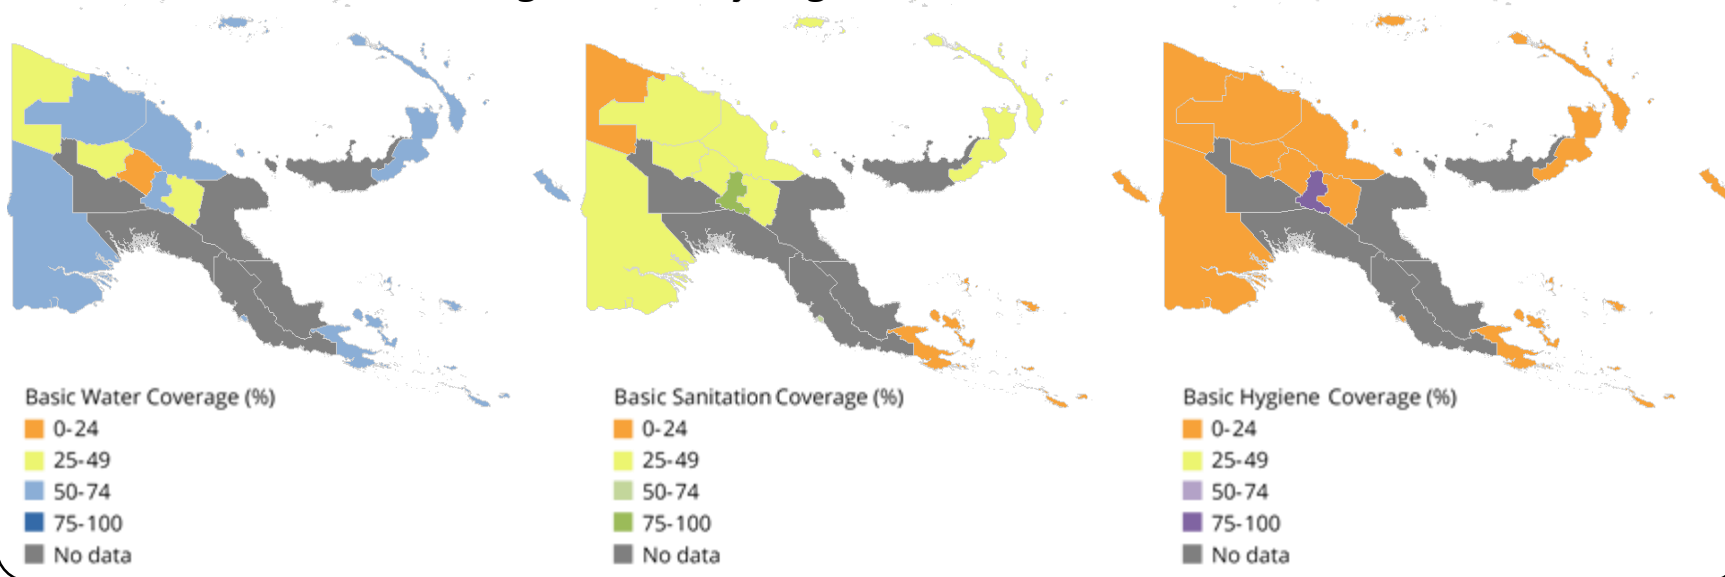 Basic Water Coverage (%)
0-24
25-49
50-74
75-100
No data
Basic Sanitation Coverage (%)
0-24
25-49
50-74
75-100
No data
Basic Hygiene Coverage (%)
0-24
25-49
50-74
75-100
No data